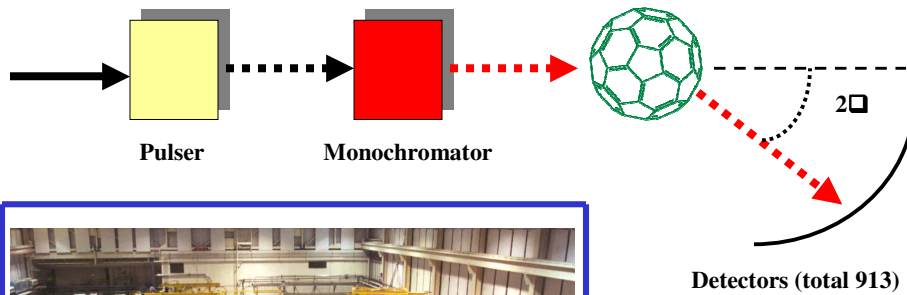 2❑
Pulser
Monochromator
Detectors (total 913)